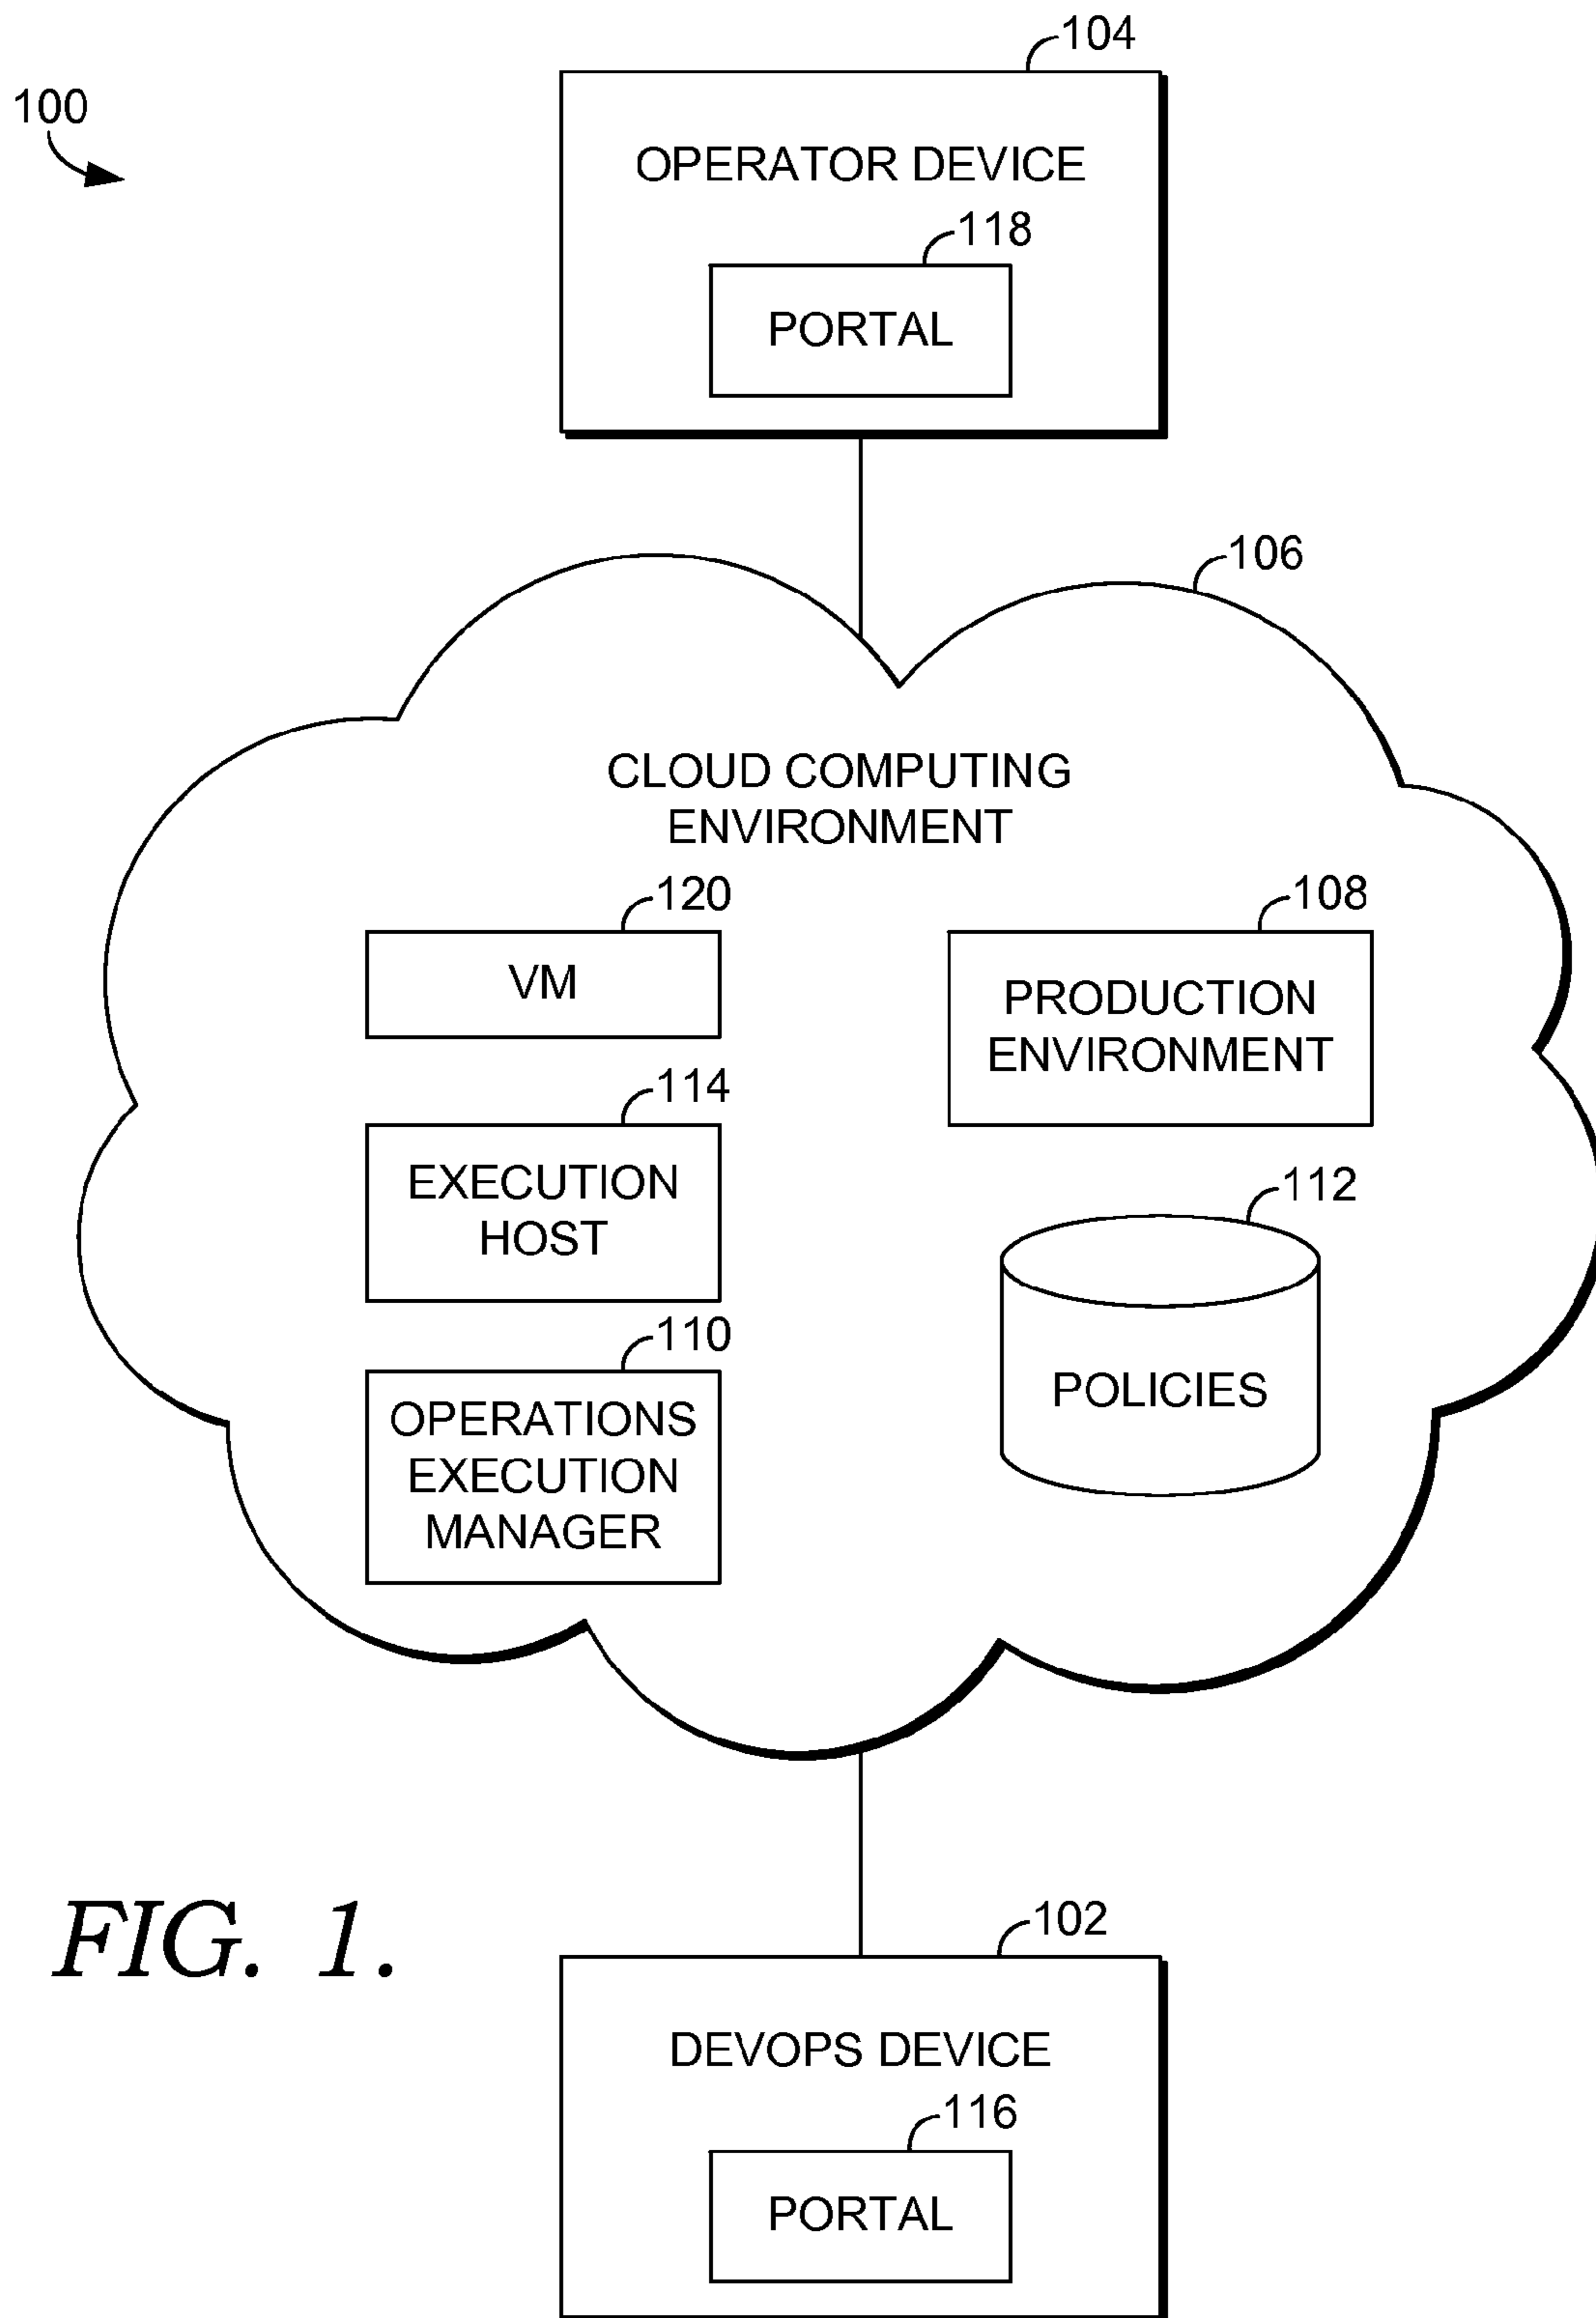 104
100
OPERATOR DEVICE
118
PORTAL
106
CLOUD COMPUTING
ENVIRONMENT
120
VM
108
PRODUCTION
ENVIRONMENT
114
EXECUTION
HOST
112
POLICIES
110
OPERATIONS
EXECUTION
MANAGER
FIG. 1.
102
DEVOPS DEVICE
116
PORTAL